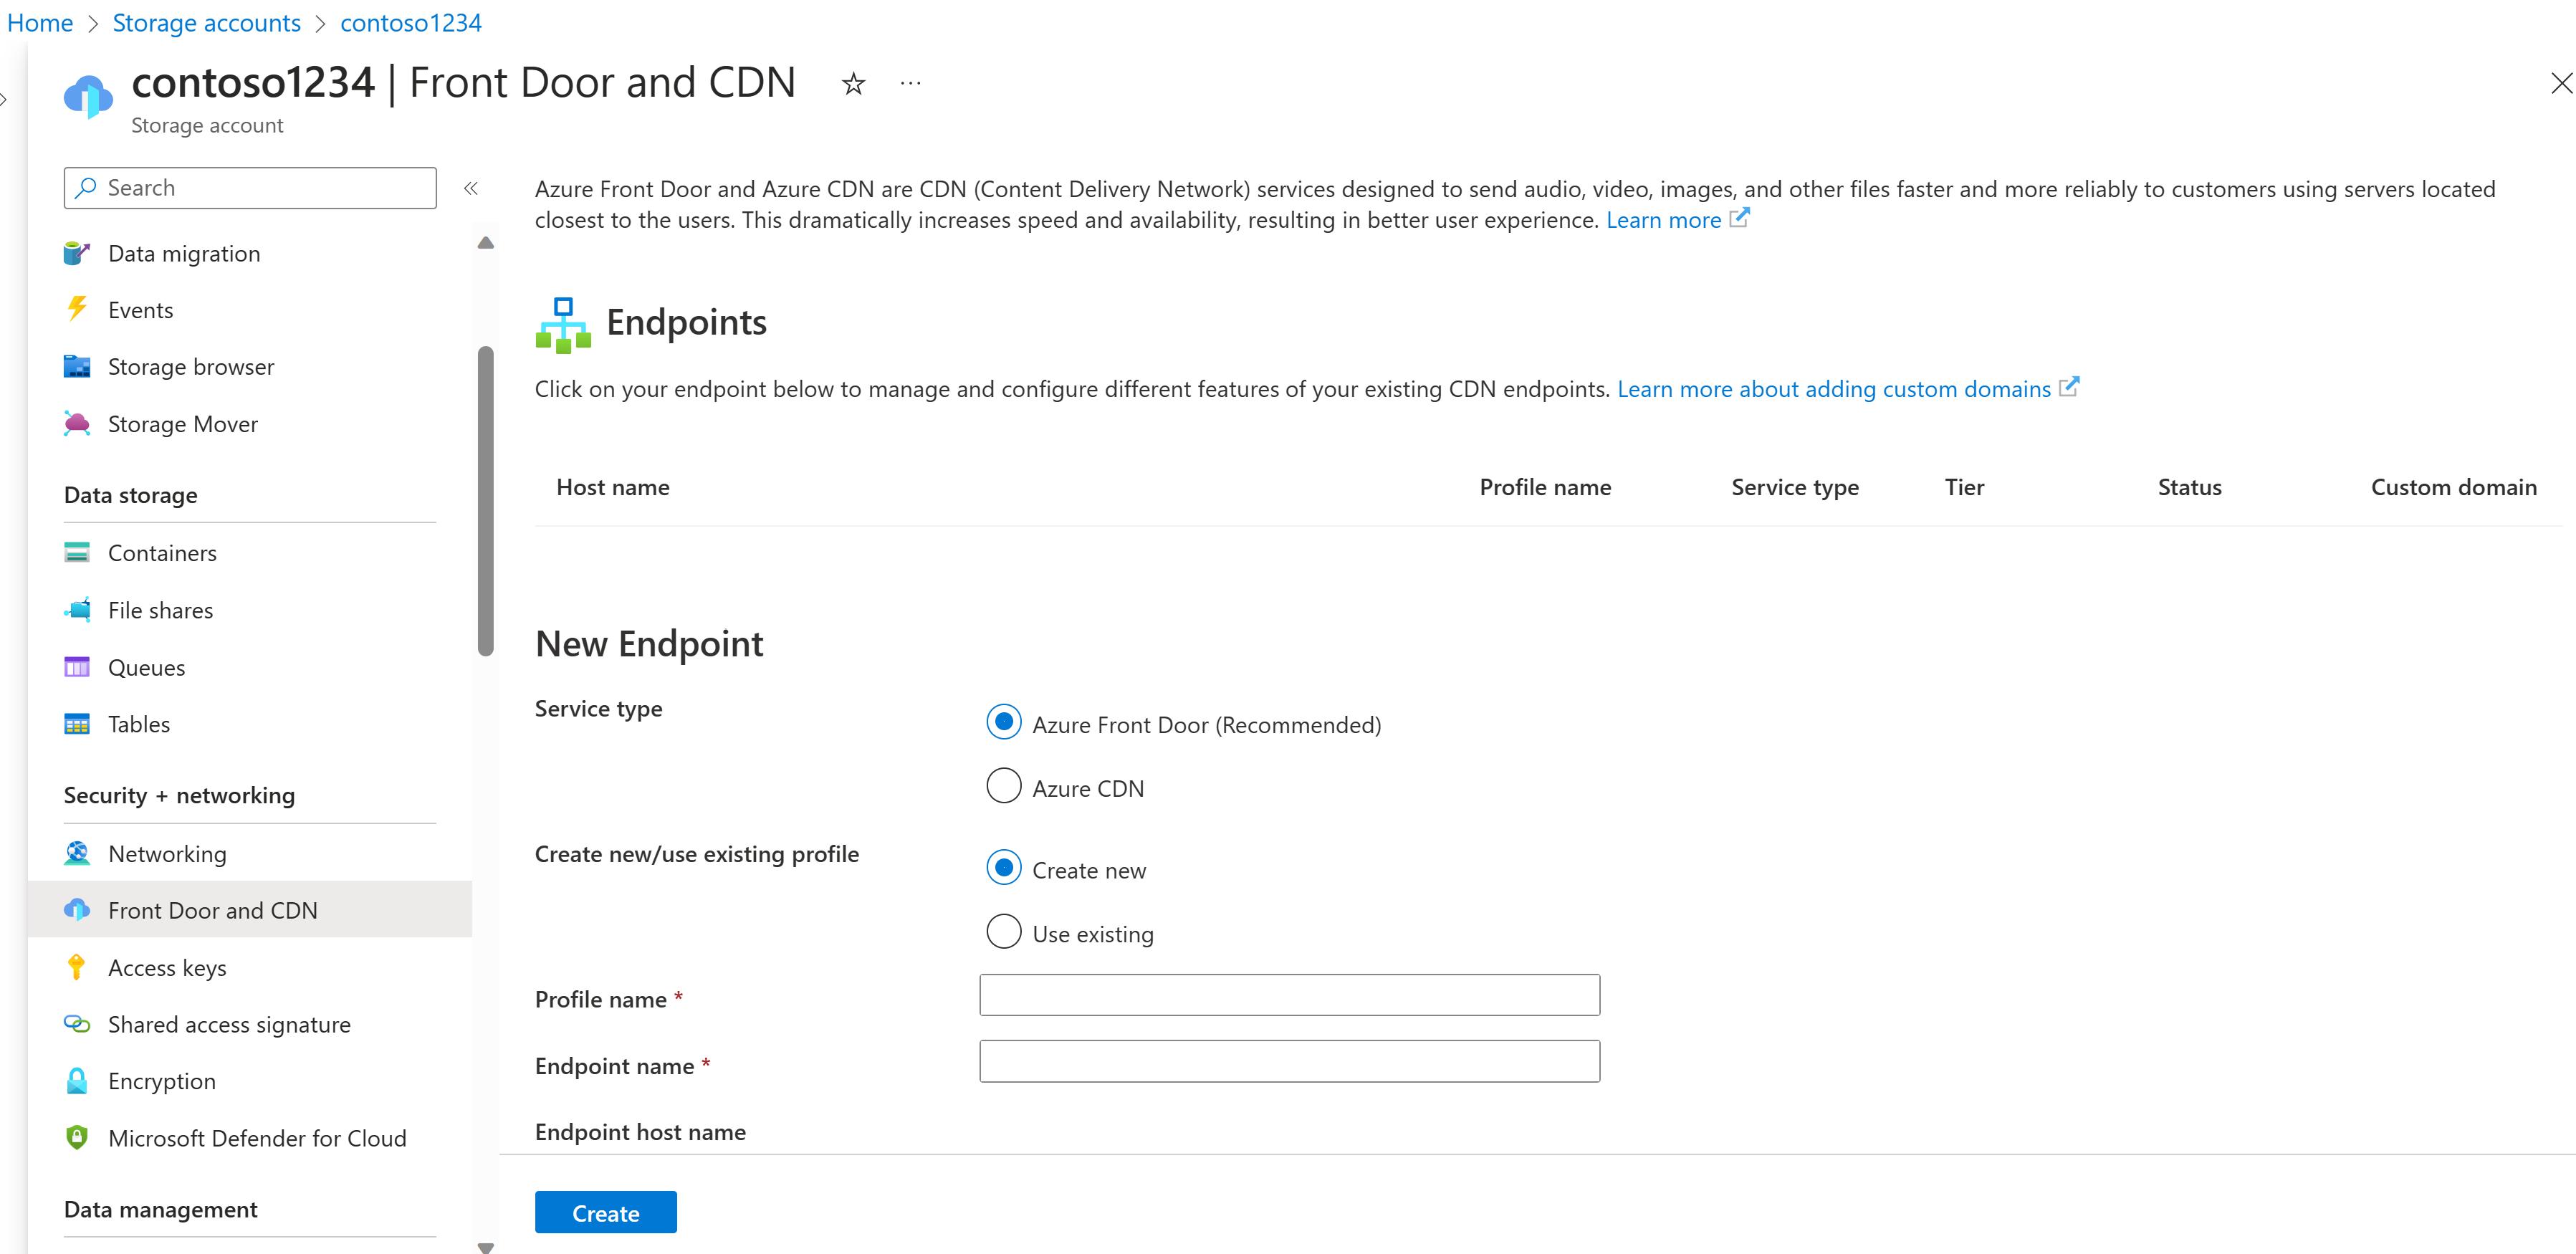 Home > Storage accounts > contoso1234
contoso1234 | Front Door and CDN ☆ ···
Storage account
Search
Data migration
Events
Storage browser
Storage Mover
Data storage
Containers
File shares
Queues
Tables
Security + networking
Networking
Front Door and CDN
Access keys
Shared access signature
Encryption
Microsoft Defender for Cloud
Data management
Azure Front Door and Azure CDN are CDN (Content Delivery Network) services designed to send audio, video, images, and other files faster and more reliably to customers using servers located
closest to the users. This dramatically increases speed and availability, resulting in better user experience. Learn more
Endpoints
Click on your endpoint below to manage and configure different features of your existing CDN endpoints. Learn more about adding custom domains
Host name Profile name Service type Tier Status Custom domain
New Endpoint
Service type
Azure Front Door (Recommended)
Azure CDN
Create new/use existing profile
Create new
Use existing
Profile name *
Endpoint name *
Endpoint host name
Create